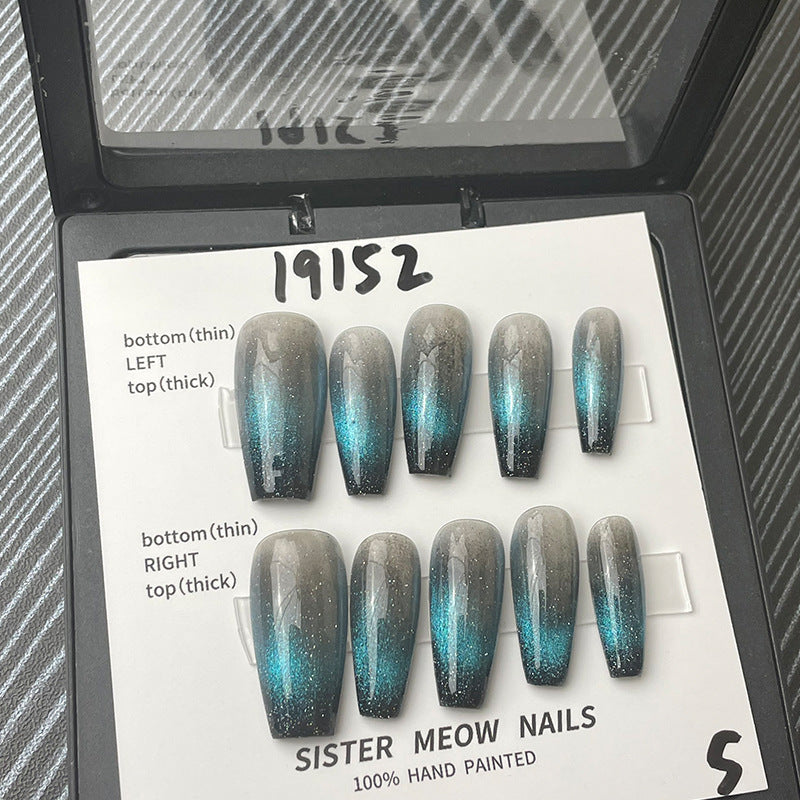 19152
bottom(thin)
LEFT
top(thick)
bottom(thin)
RIGHT
top(thick)
SISTER MEOW NAILS
100% HAND PAINTED
S